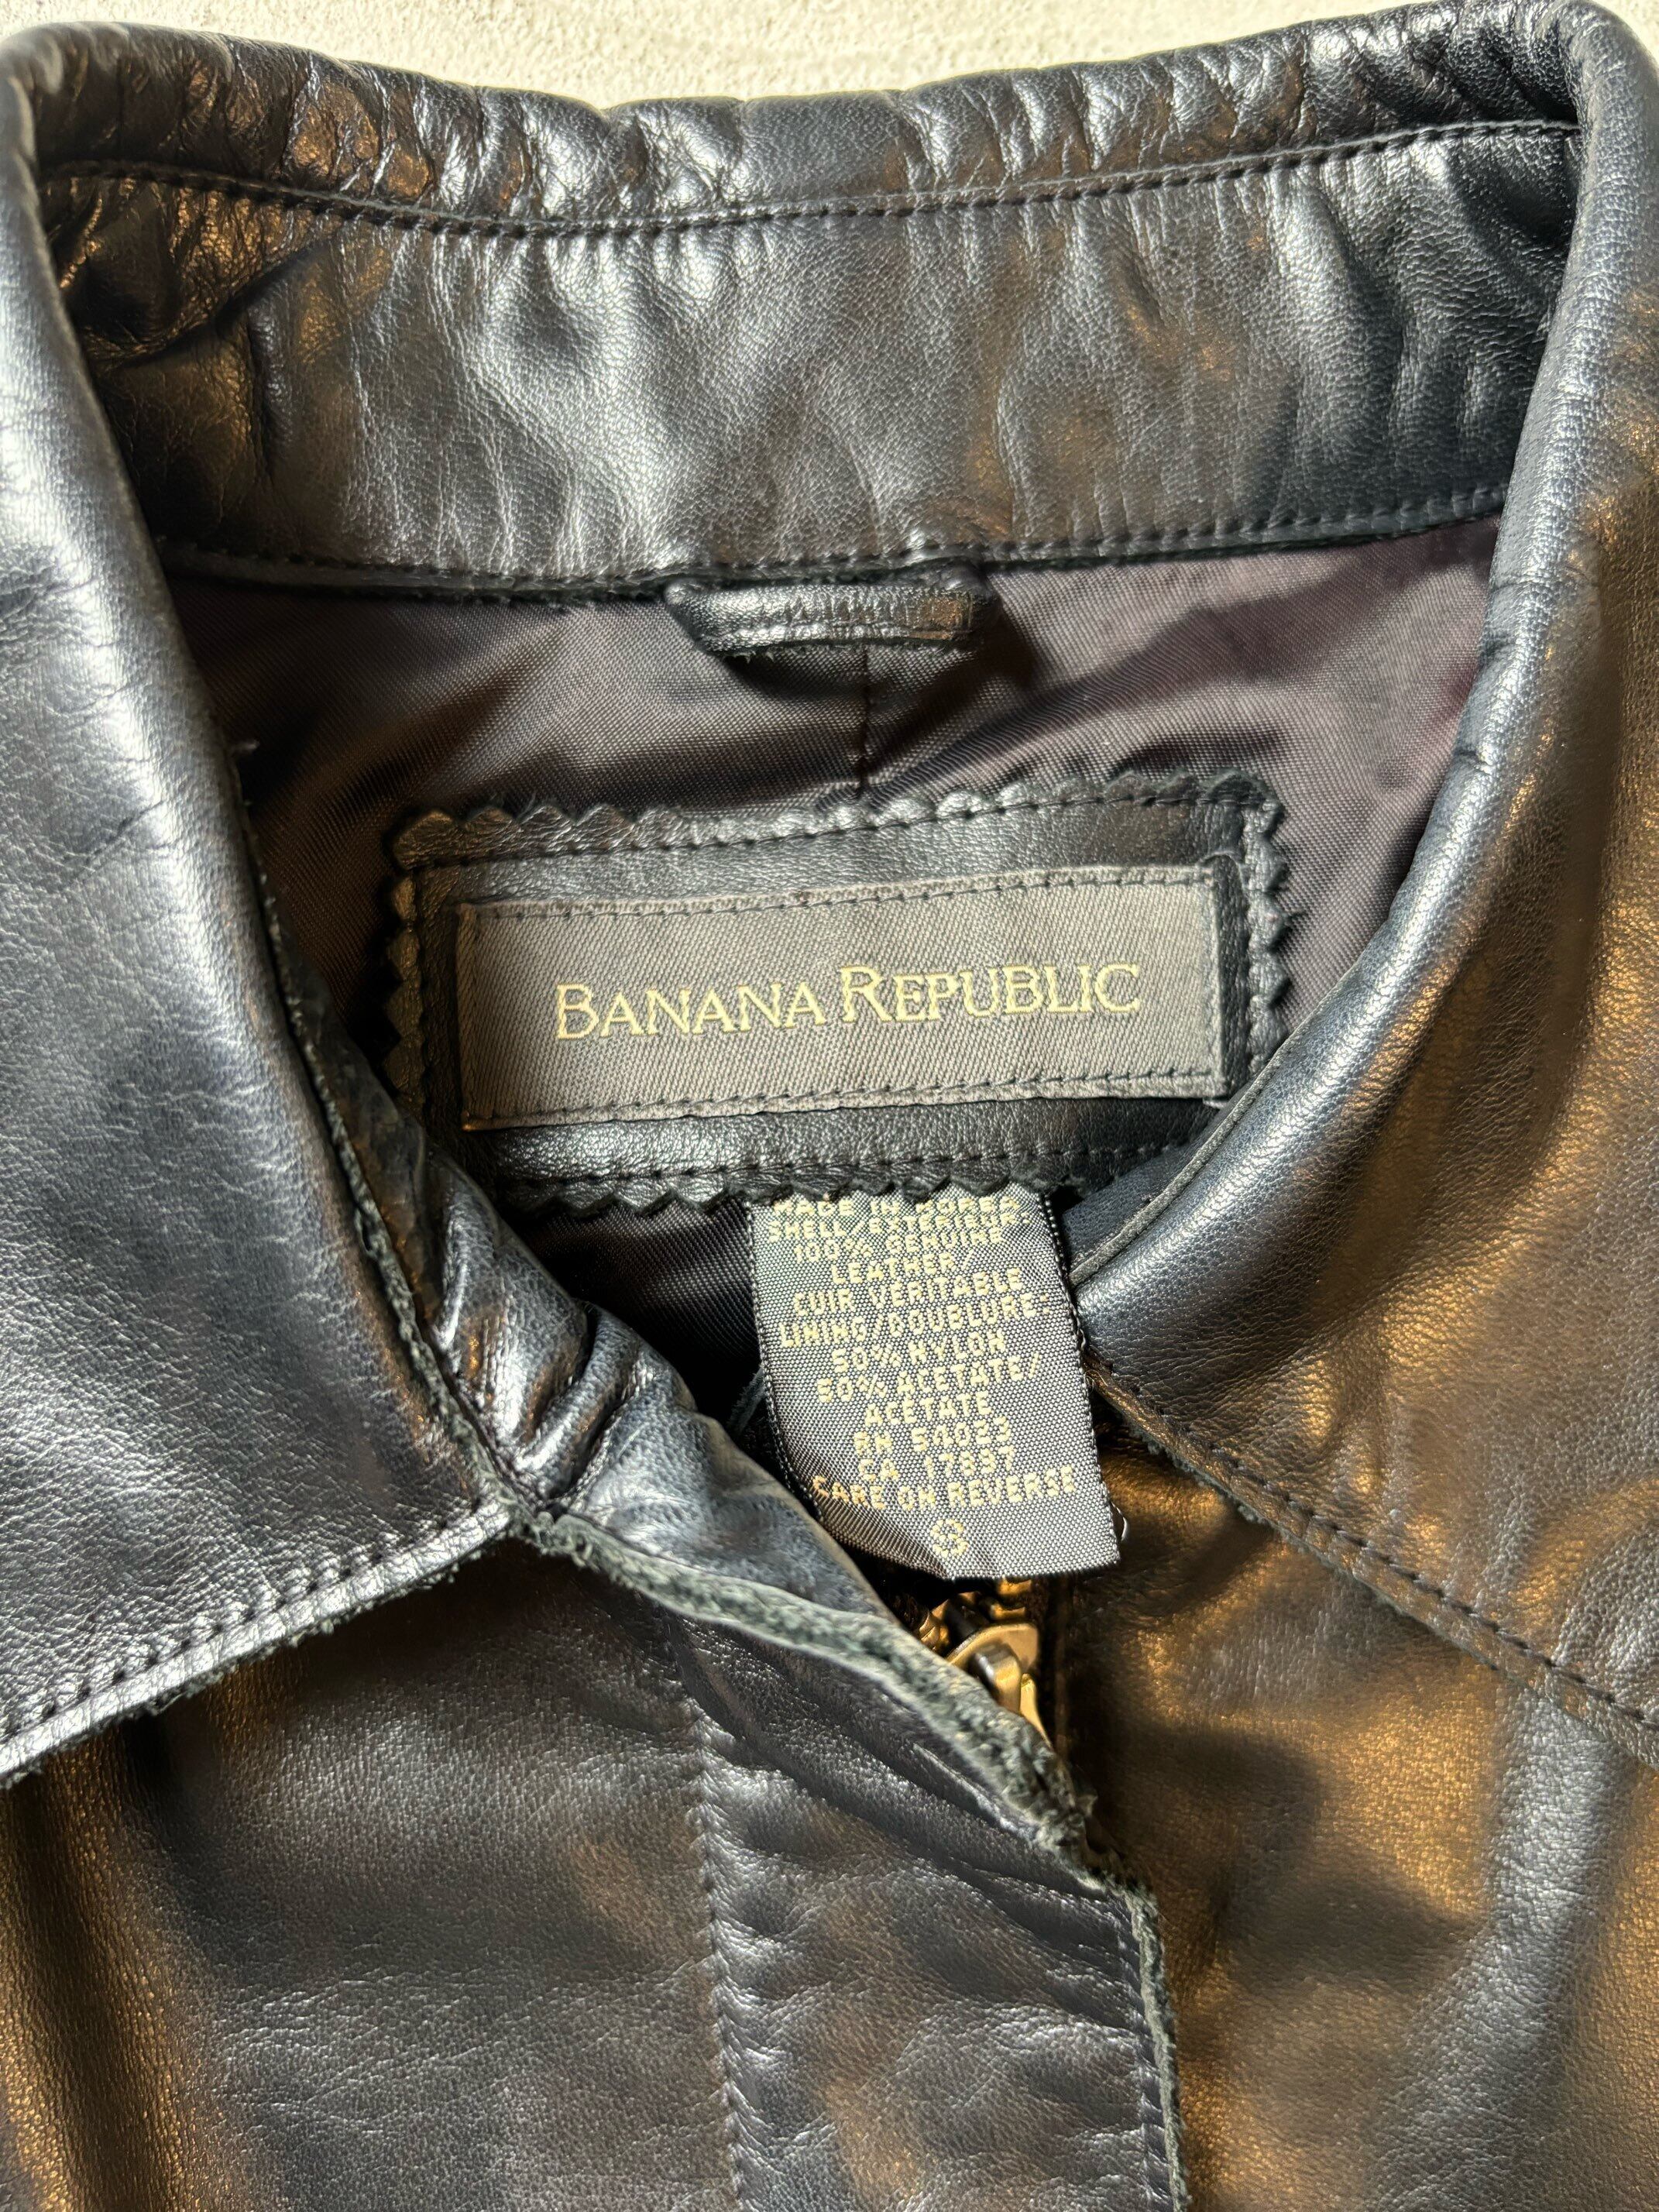 BANANA REPUBLIC
MADE IN KOREA
SHELL/EXTERIEUR
100% GENUINE
LEATHER/
CUIR VERITABLE
LINING/DOUBLURE
50% NYLON
50% ACETATE/
ACETATE
RN 54023
CA 17897
CARE ON REVERSE
S